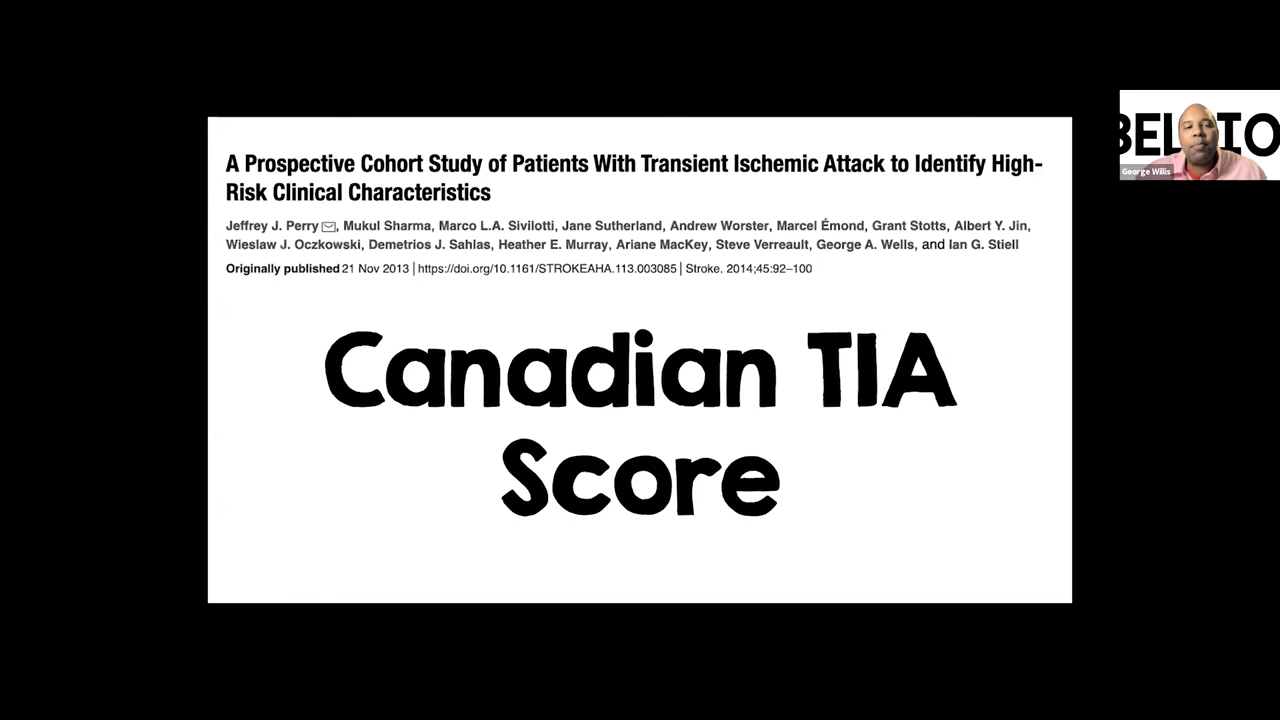 A Prospective Cohort Study of Patients With Transient Ischemic Attack to Identify High-
Risk Clinical Characteristics
Jeffrey J. Perry, Mukul Sharma, Marco L.A. Sivilotti, Jane Sutherland, Andrew Worster, Marcel Émond, Grant Stotts, Albert Y. Jin,
Wieslaw J. Oczkowski, Demetrios J. Sahlas, Heather E. Murray, Ariane MacKey, Steve Verreault, George A. Wells, and Ian G. Stiell
Originally published 21 Nov 2013 | https://doi.org/10.1161/STROKEAHA.113.003085 | Stroke. 2014;45:92–100
Canadian TIA
Score
George Willis